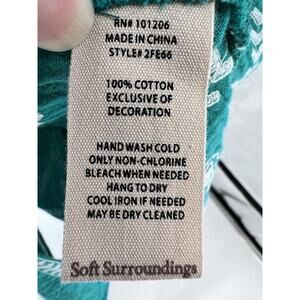 RN# 101206
MADE IN CHINA
STYLE# 2FE66
100% COTTON
EXCLUSIVE OF
DECORATION
HAND WASH COLD
ONLY NON-CHLORINE
BLEACH WHEN NEEDED
HANG TO DRY
COOL IRON IF NEEDED
MAY BE DRY CLEANED
Soft Surroundings